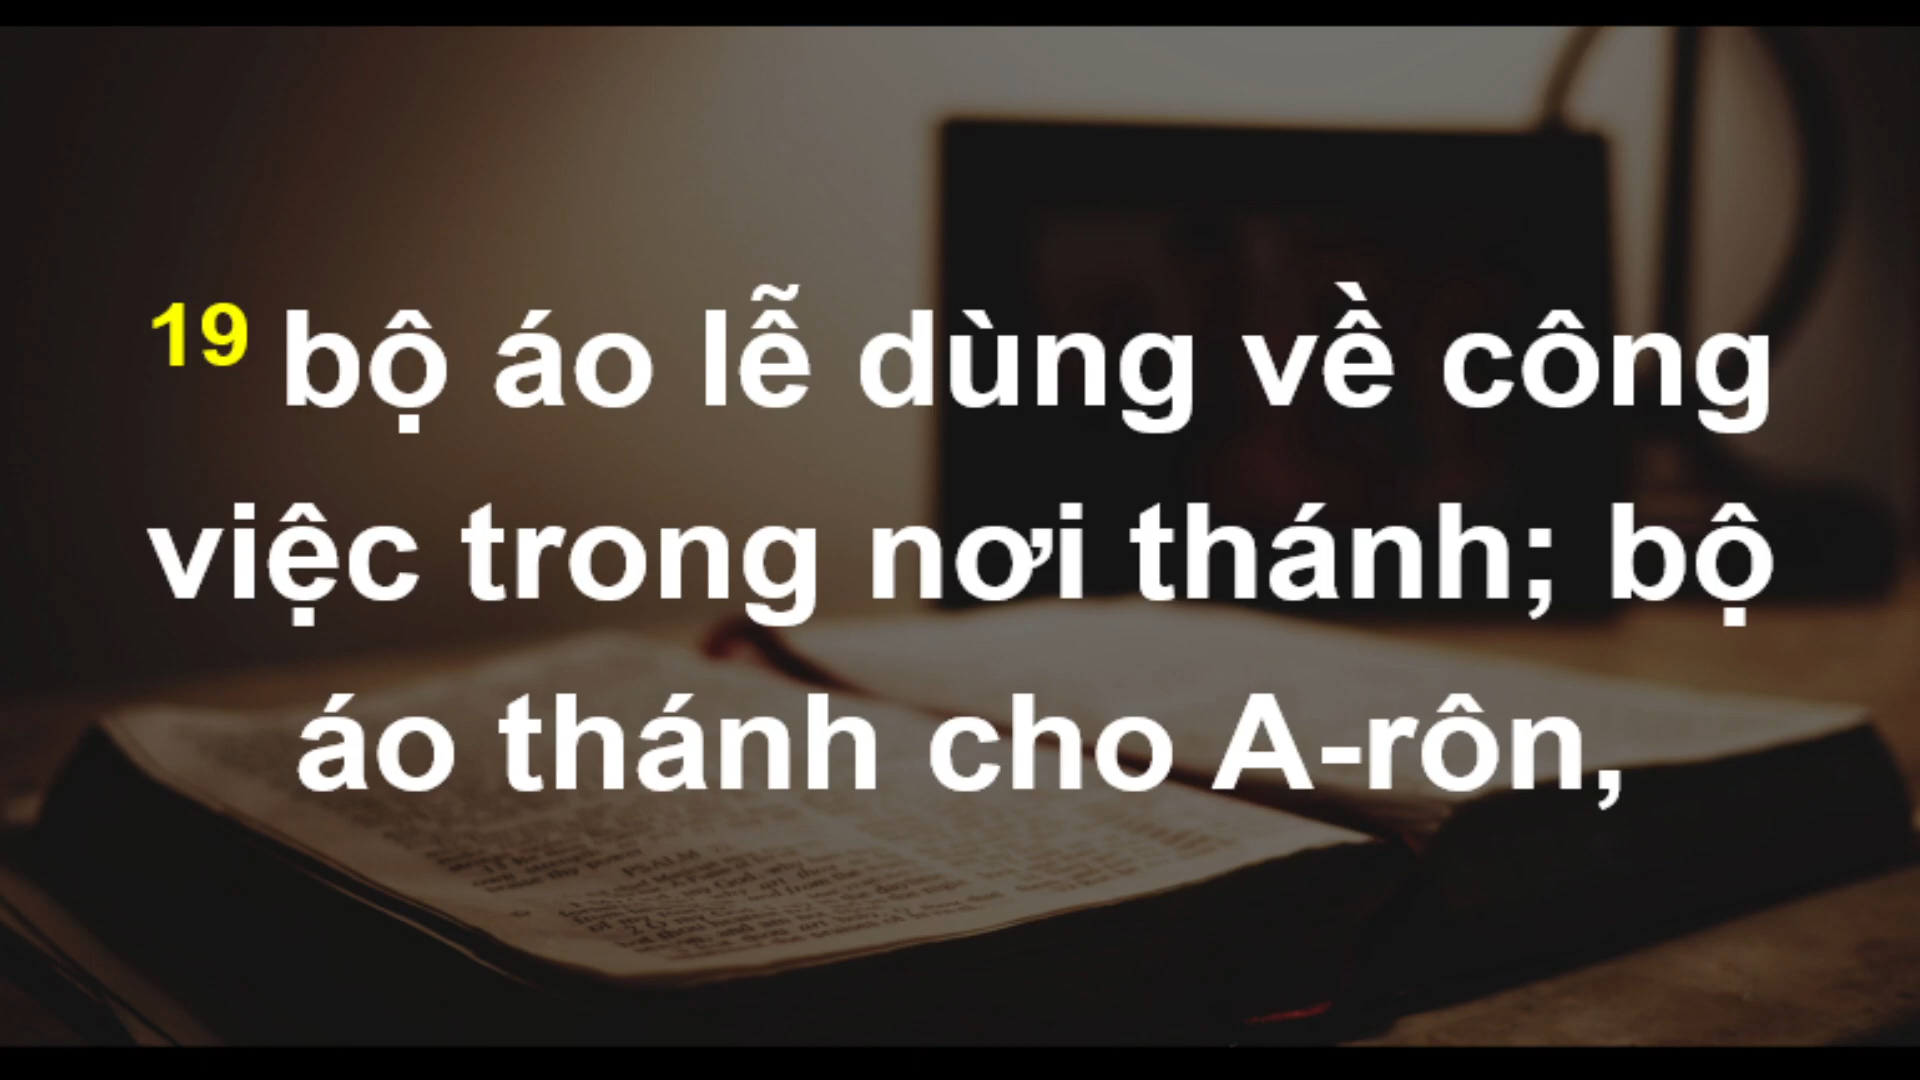 19 bộ áo lễ dùng về công
việc trong nơi thánh; bộ
áo thánh cho A-rôn,